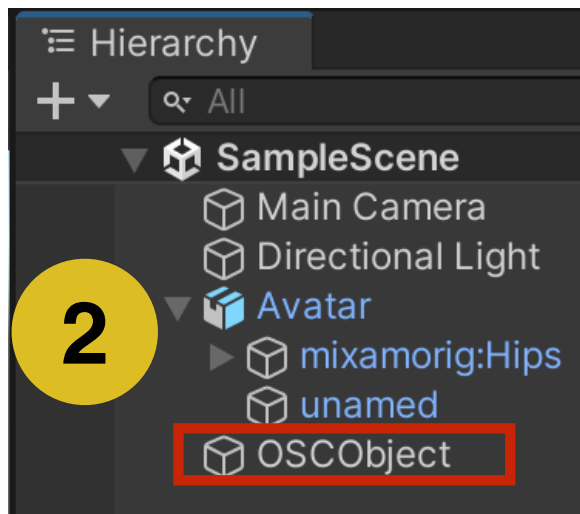 Hierarchy
All
SampleScene
Main Camera
Directional Light
2
Avatar
mixamorig:Hips
unamed
OSCObject